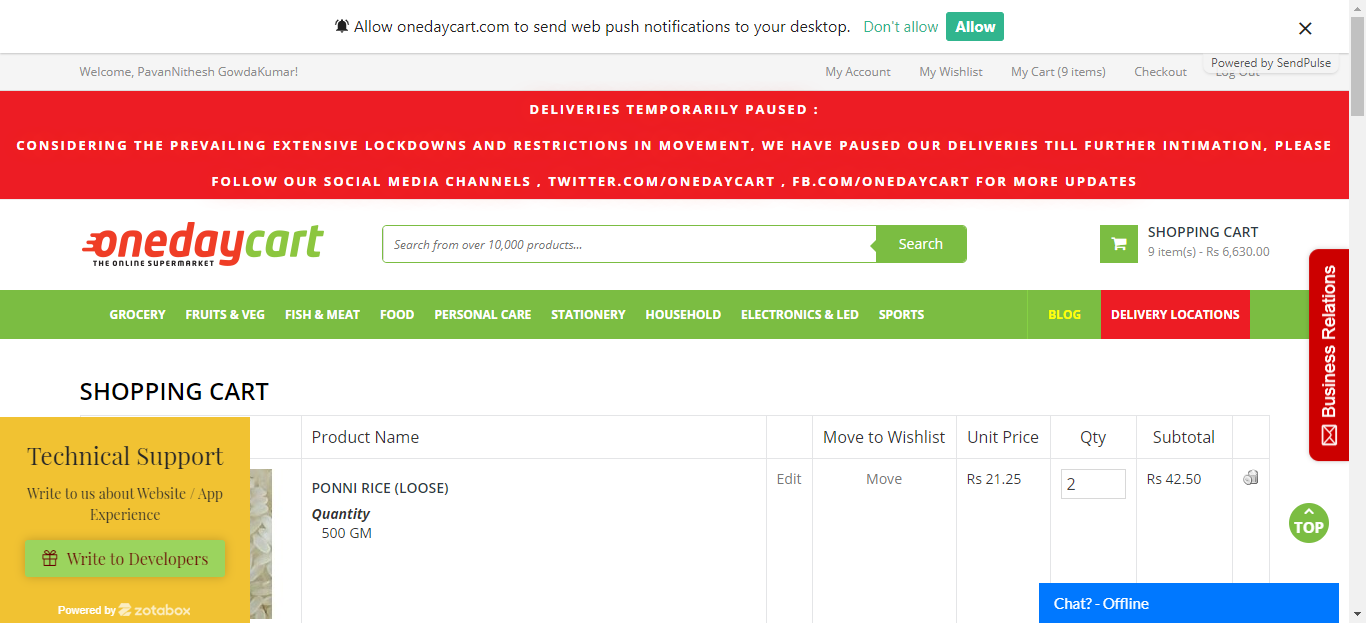 Allow onedaycart.com to send web push notifications to your desktop. Don't allow Allow
Powered by SendPulse
Welcome, PavanNithesh GowdaKumar! My Account My Wishlist My Cart (9 items) Checkout Log Out
DELIVERIES TEMPORARILY PAUSED :
CONSIDERING THE PREVAILING EXTENSIVE LOCKDOWNS AND RESTRICTIONS IN MOVEMENT, WE HAVE PAUSED OUR DELIVERIES TILL FURTHER INTIMATION, PLEASE
FOLLOW OUR SOCIAL MEDIA CHANNELS , TWITTER.COM/ONEDAYCART , FB.COM/ONEDAYCART FOR MORE UPDATES
onedaycart
THE ONLINE SUPERMARKET
Search from over 10,000 products... Search
SHOPPING CART
9 item(s) - Rs 6,630.00
GROCERY FRUITS & VEG FISH & MEAT FOOD PERSONAL CARE STATIONERY HOUSEHOLD ELECTRONICS & LED SPORTS BLOG DELIVERY LOCATIONS
Business Relations
SHOPPING CART
Product Name Move to Wishlist Unit Price Qty Subtotal
PONNI RICE (LOOSE) Edit Move Rs 21.25 2 Rs 42.50
Quantity
500 GM
Technical Support
Write to us about Website / App
Experience
Write to Developers
Powered by zotabox
TOP
Chat? - Offline